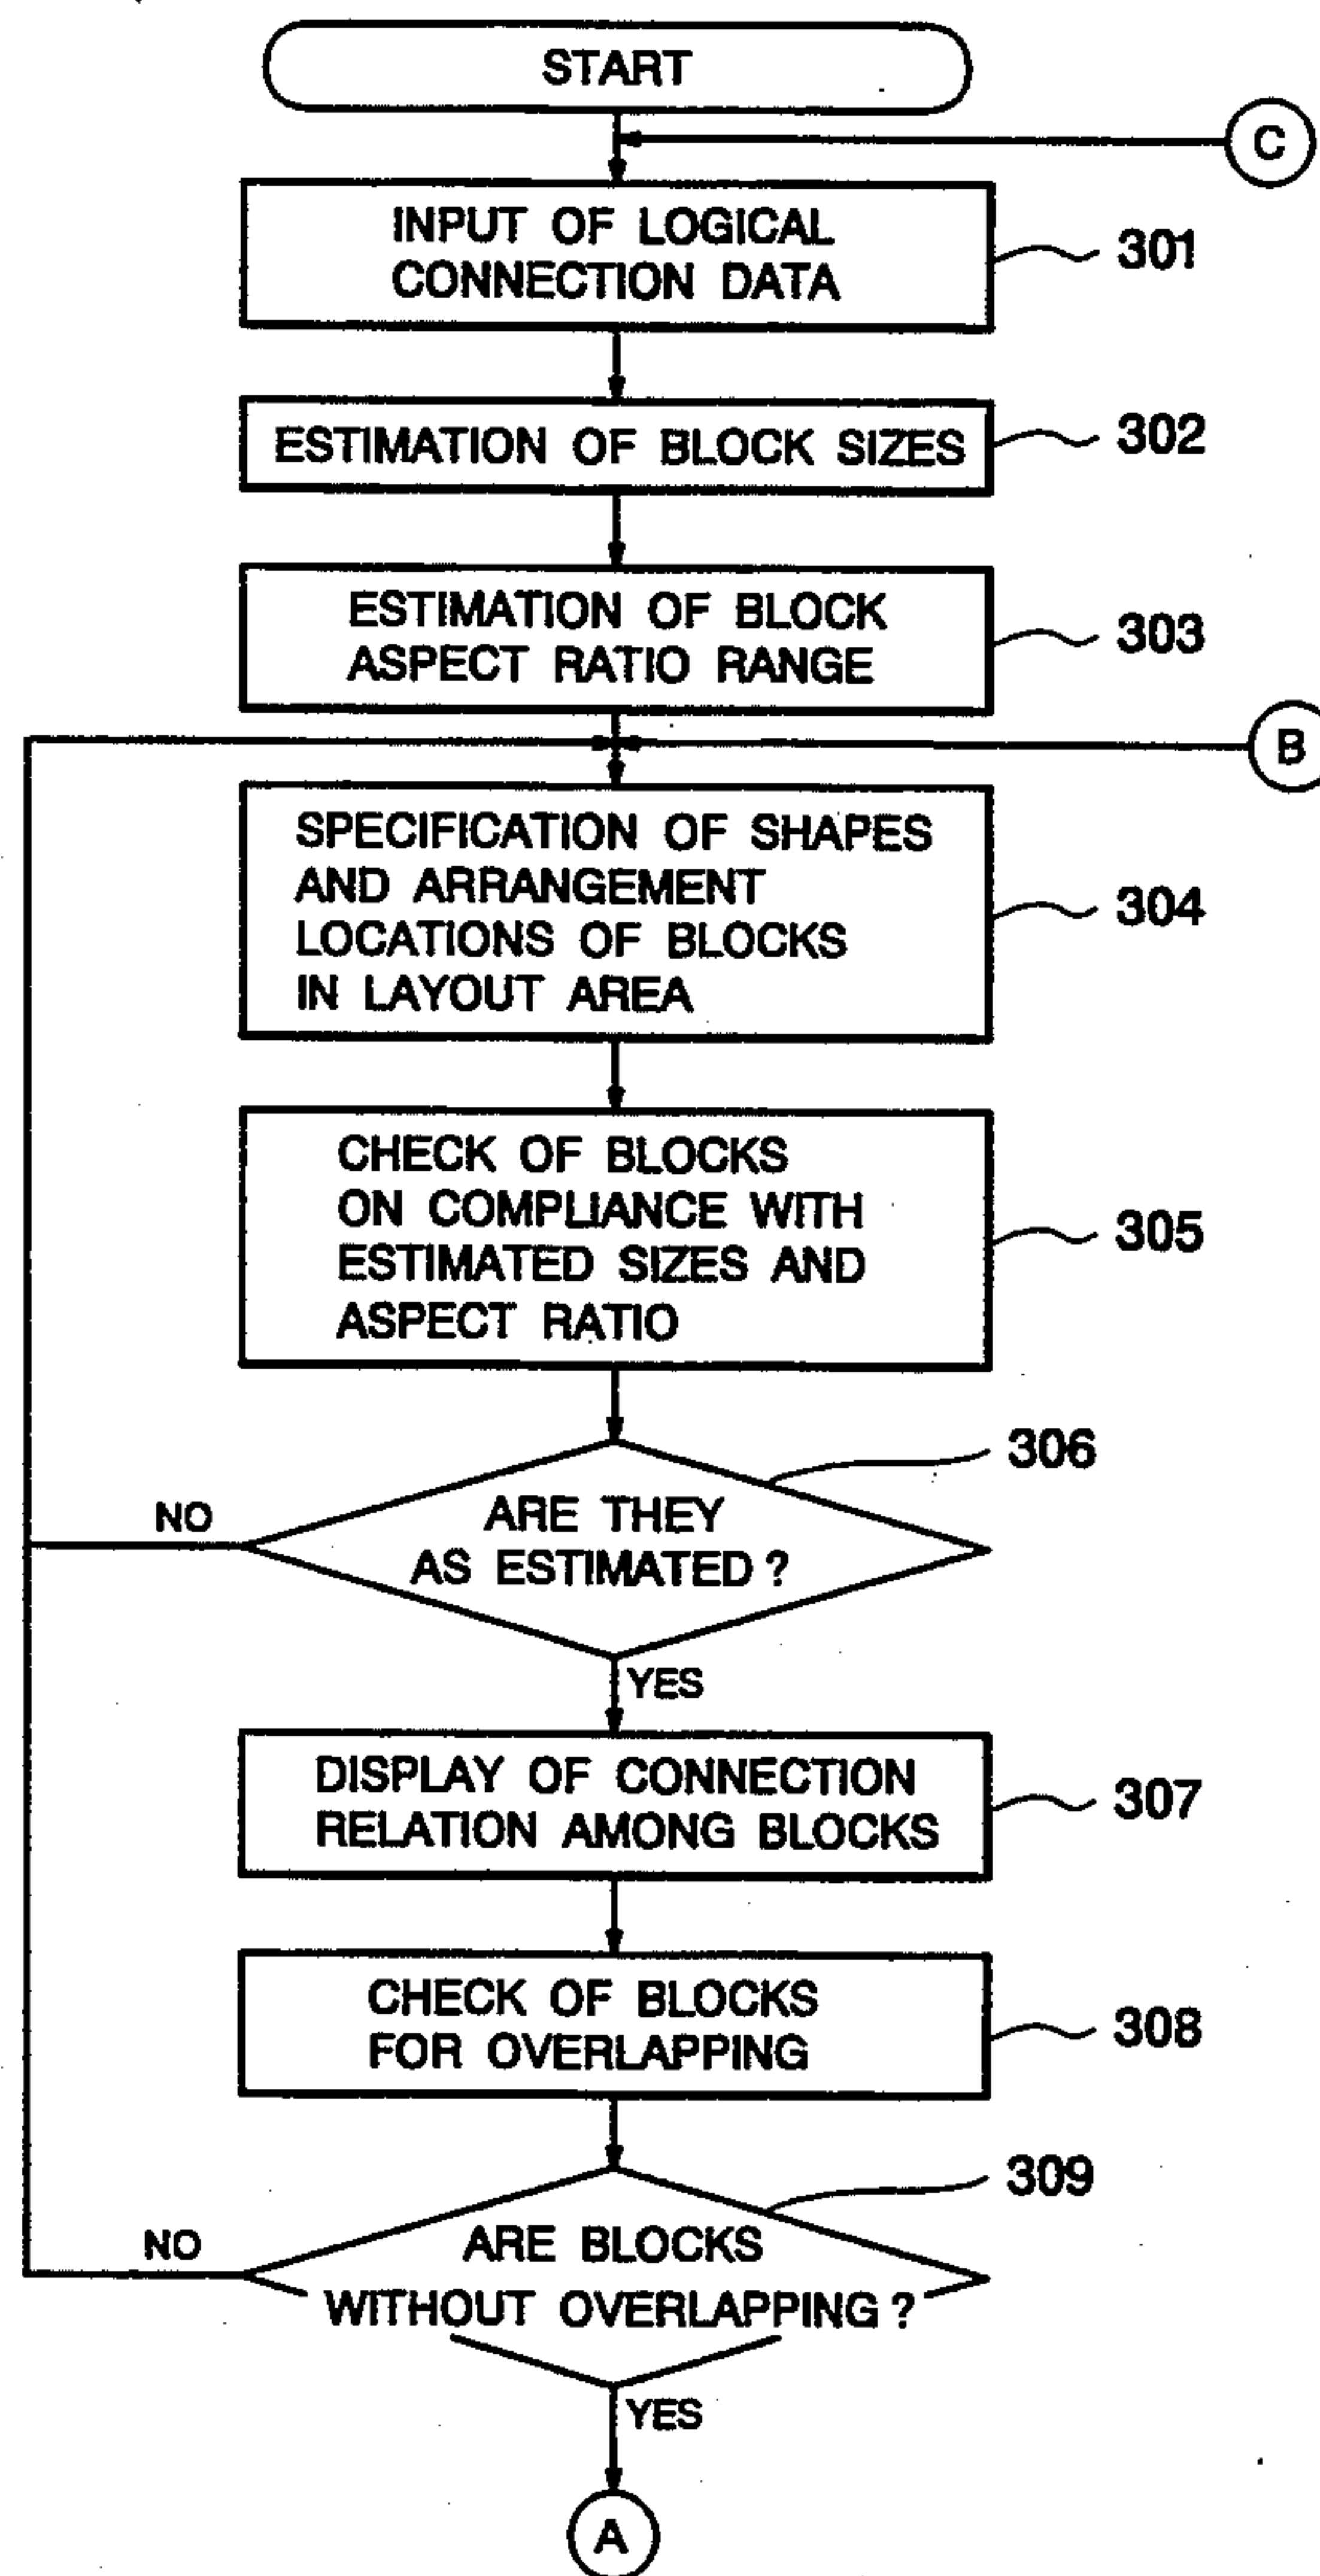 START
C
INPUT OF LOGICAL
CONNECTION DATA
301
ESTIMATION OF BLOCK SIZES
302
ESTIMATION OF BLOCK
ASPECT RATIO RANGE
303
B
SPECIFICATION OF SHAPES
AND ARRANGEMENT
LOCATIONS OF BLOCKS
IN LAYOUT AREA
304
CHECK OF BLOCKS
ON COMPLIANCE WITH
ESTIMATED SIZES AND
ASPECT RATIO
305
306
NO
ARE THEY
AS ESTIMATED ?
YES
DISPLAY OF CONNECTION
RELATION AMONG BLOCKS
307
CHECK OF BLOCKS
FOR OVERLAPPING
308
309
NO
ARE BLOCKS
WITHOUT OVERLAPPING ?
YES
A